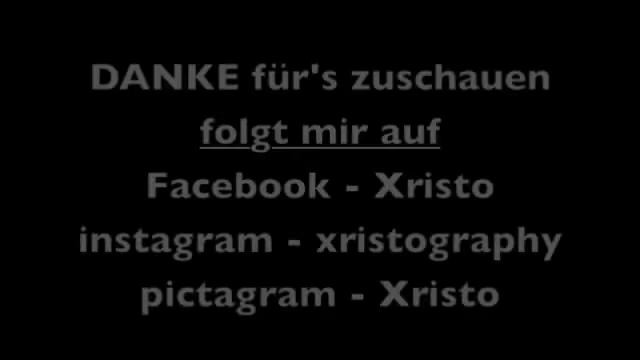 DANKE für's zuschauen
folgt mir auf
Facebook - Xristo
instagram - xristography
pictagram - Xristo